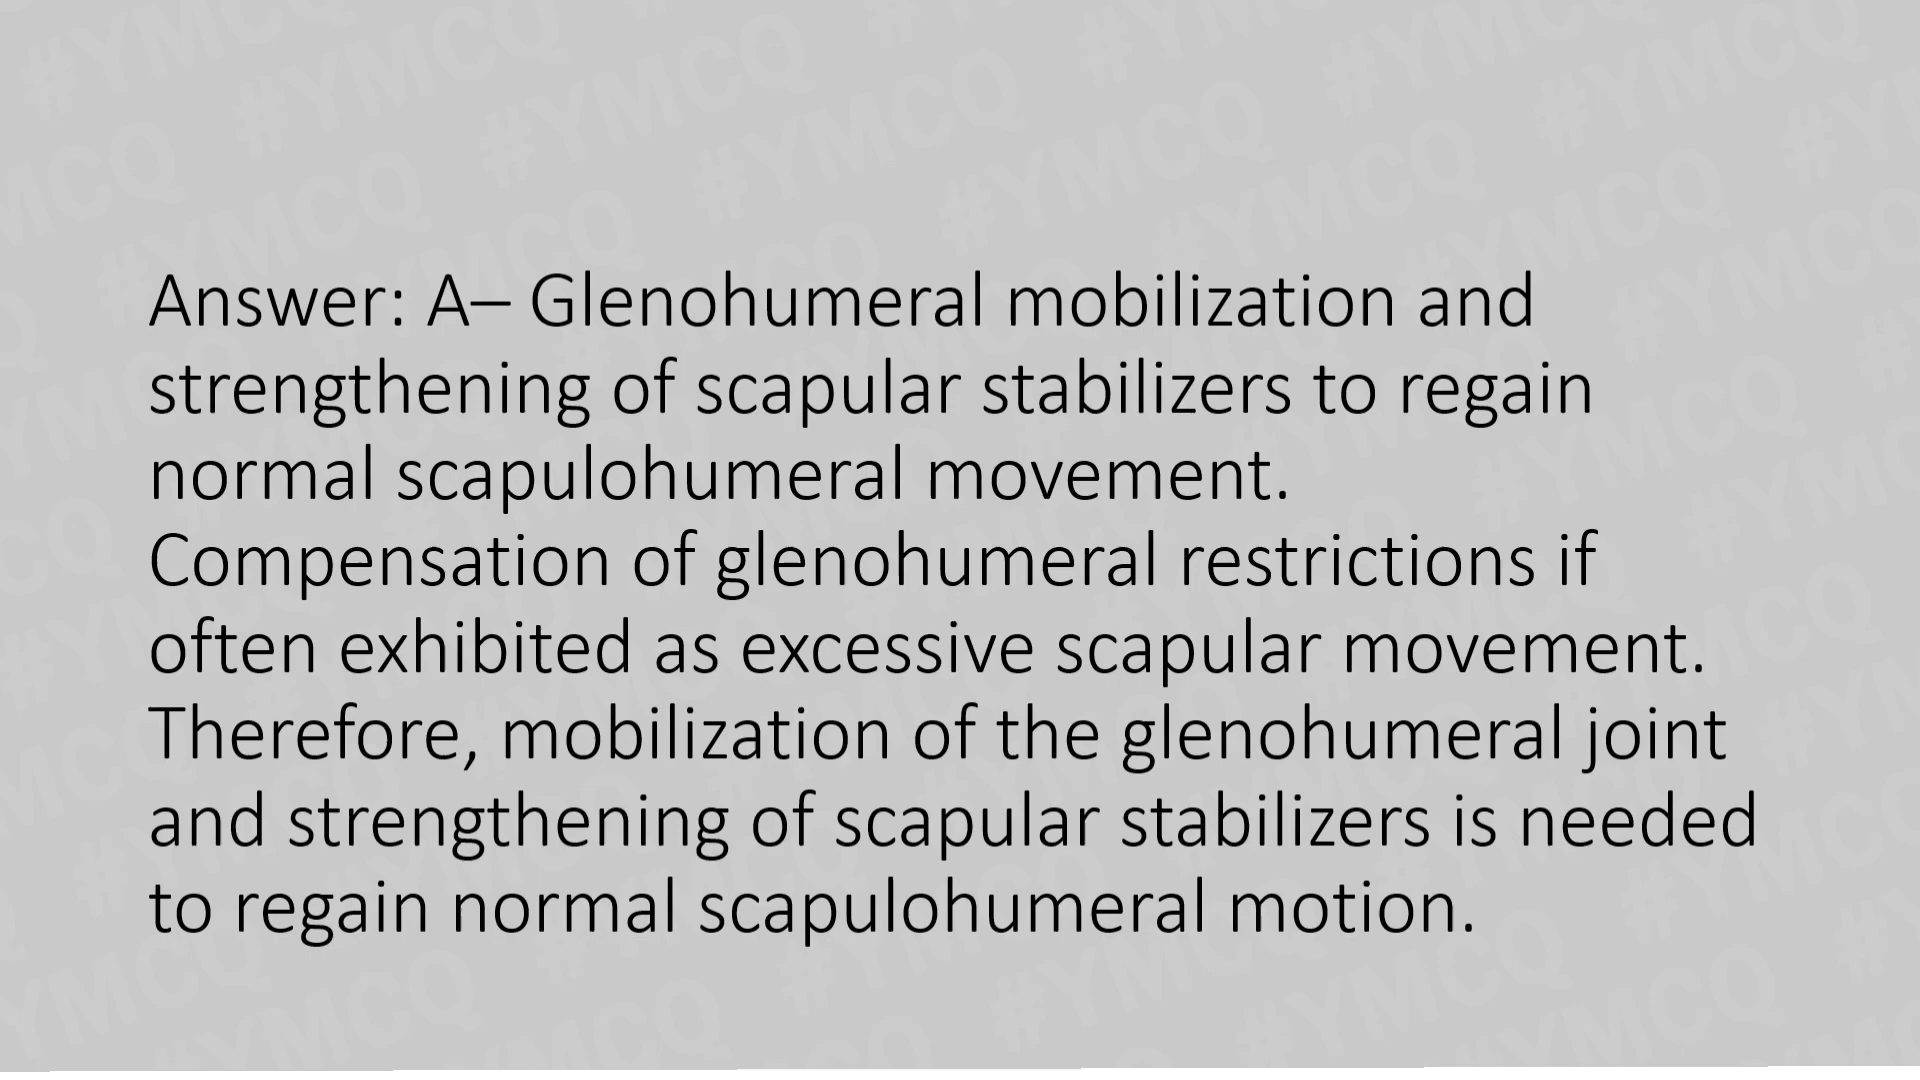 Answer: A– Glenohumeral mobilization and
strengthening of scapular stabilizers to regain
normal scapulohumeral movement.
Compensation of glenohumeral restrictions if
often exhibited as excessive scapular movement.
Therefore, mobilization of the glenohumeral joint
and strengthening of scapular stabilizers is needed
to regain normal scapulohumeral motion.
#YMCQ